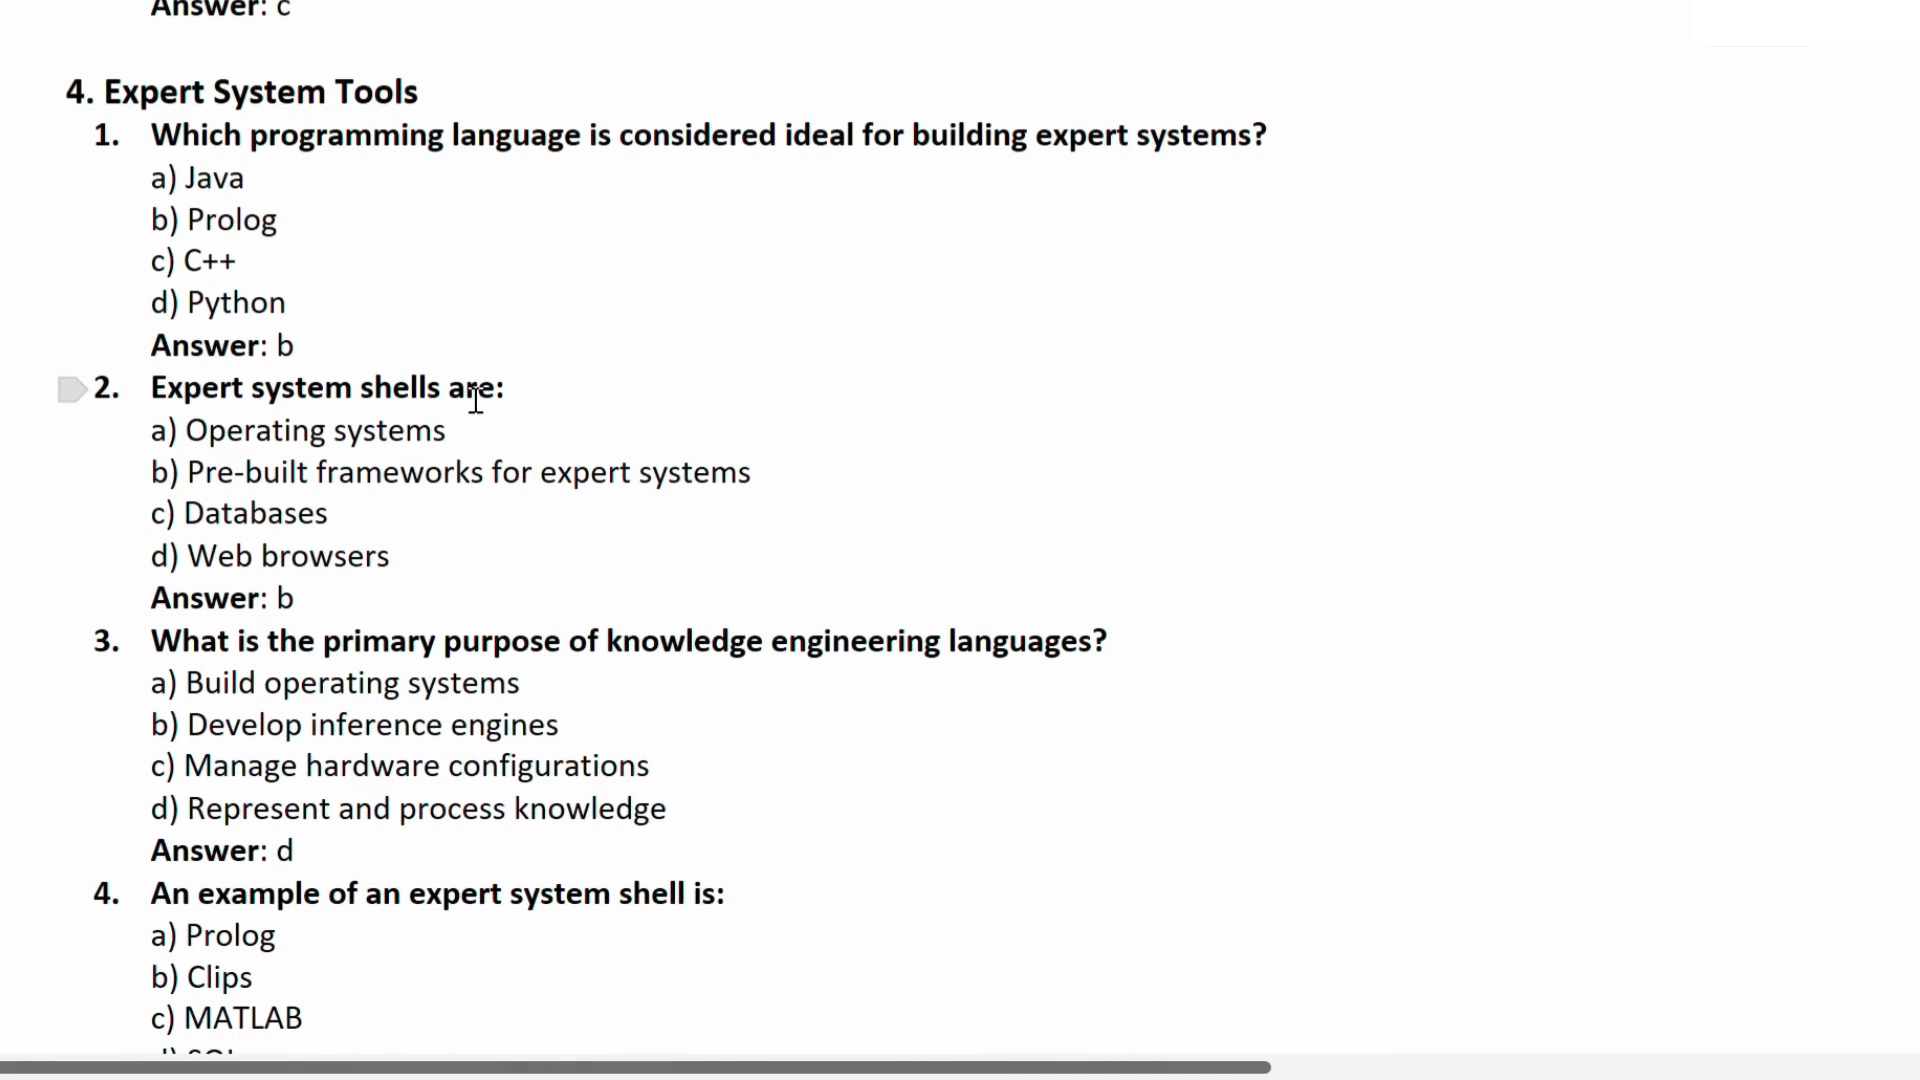 Answer: c
4. Expert System Tools
1. Which programming language is considered ideal for building expert systems?
a) Java
b) Prolog
c) C++
d) Python
Answer: b
2. Expert system shells are:
a) Operating systems
b) Pre-built frameworks for expert systems
c) Databases
d) Web browsers
Answer: b
3. What is the primary purpose of knowledge engineering languages?
a) Build operating systems
b) Develop inference engines
c) Manage hardware configurations
d) Represent and process knowledge
Answer: d
4. An example of an expert system shell is:
a) Prolog
b) Clips
c) MATLAB